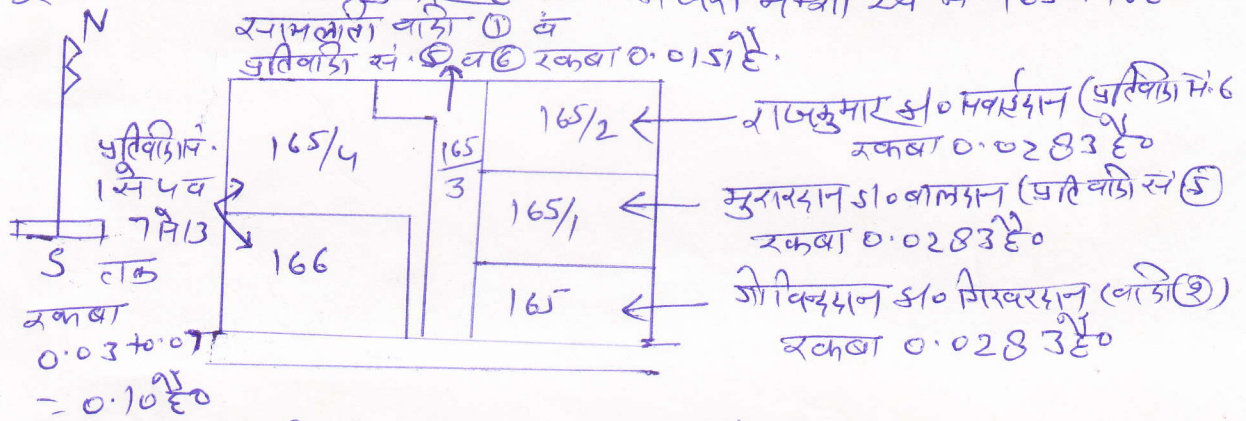 N
सामलाती वादी ① व
प्रतिवादी सं. ⑤ व ⑥ रकबा 0.0151 है.
165/4
165/3
165/2
राजकुमार S/o सवाईदान (प्रतिवादी सं. 6
रकबा 0.0283 है०
प्रतिवादी सं.
1 से 4 व
7 से 13
तक
165/1
मुरारदान S/o बालदान (प्रतिवादी सं ⑤
रकबा 0.0283 है०
166
165
गोविन्ददान S/o गिरवरदान (वादी
रकबा 0.0283 है०
S
रकबा
0.03 + 0.07
= 0.10 है०